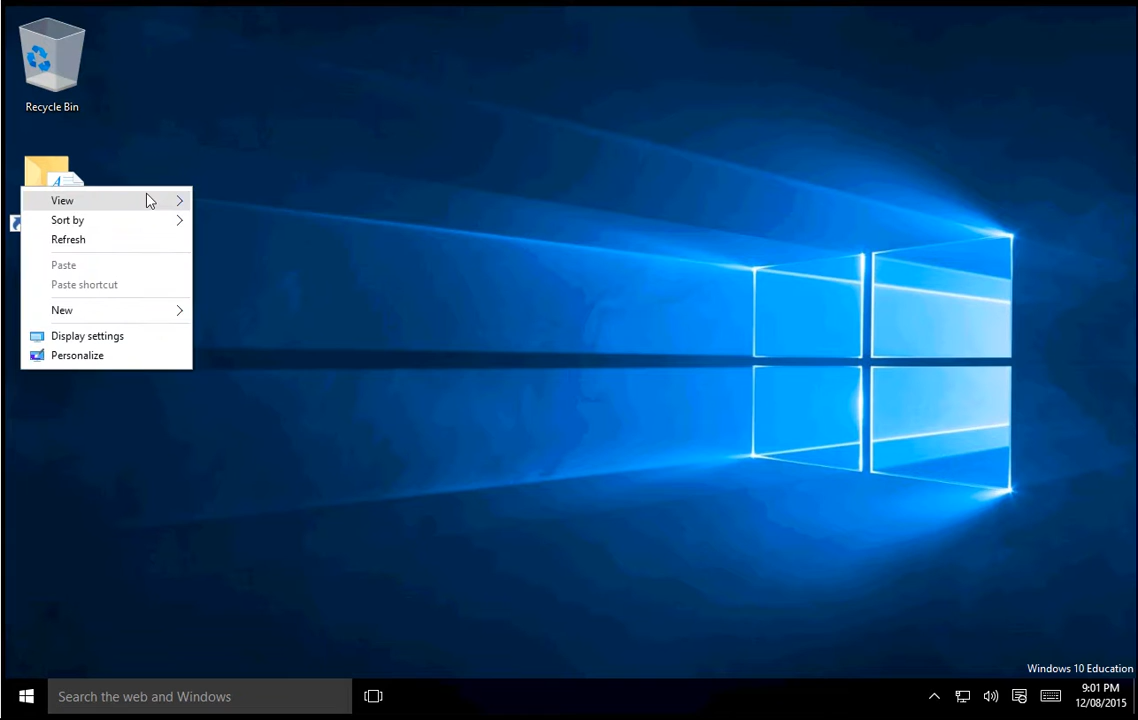 Recycle Bin
View
Sort by
Refresh
Paste
Paste shortcut
New
Display settings
Personalize
Windows 10 Education
Search the web and Windows
9:01 PM
12/08/2015